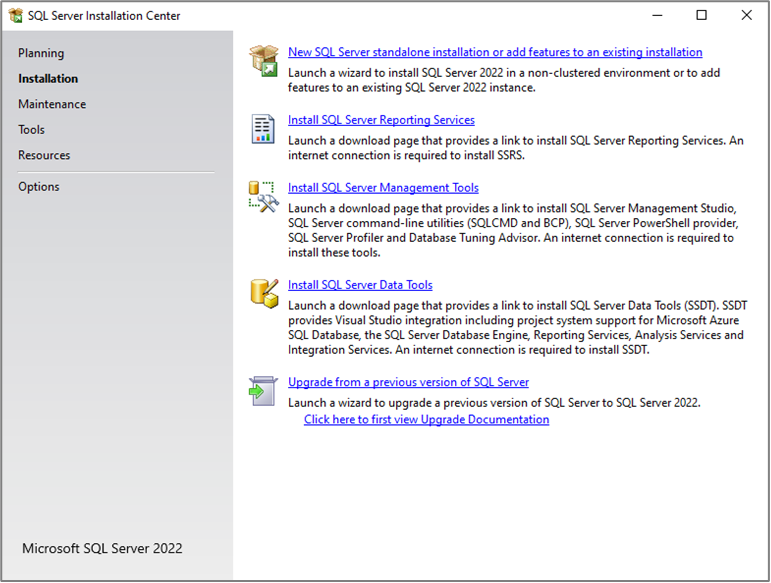 SQL Server Installation Center
Planning
Installation
Maintenance
Tools
Resources
Options
Microsoft SQL Server 2022
New SQL Server standalone installation or add features to an existing installation
Launch a wizard to install SQL Server 2022 in a non-clustered environment or to add
features to an existing SQL Server 2022 instance.
Install SQL Server Reporting Services
Launch a download page that provides a link to install SQL Server Reporting Services. An
internet connection is required to install SSRS.
Install SQL Server Management Tools
Launch a download page that provides a link to install SQL Server Management Studio,
SQL Server command-line utilities (SQLCMD and BCP), SQL Server PowerShell provider,
SQL Server Profiler and Database Tuning Advisor. An internet connection is required to
install these tools.
Install SQL Server Data Tools
Launch a download page that provides a link to install SQL Server Data Tools (SSDT). SSDT
provides Visual Studio integration including project system support for Microsoft Azure
SQL Database, the SQL Server Database Engine, Reporting Services, Analysis Services and
Integration Services. An internet connection is required to install SSDT.
Upgrade from a previous version of SQL Server
Launch a wizard to upgrade a previous version of SQL Server to SQL Server 2022.
Click here to first view Upgrade Documentation